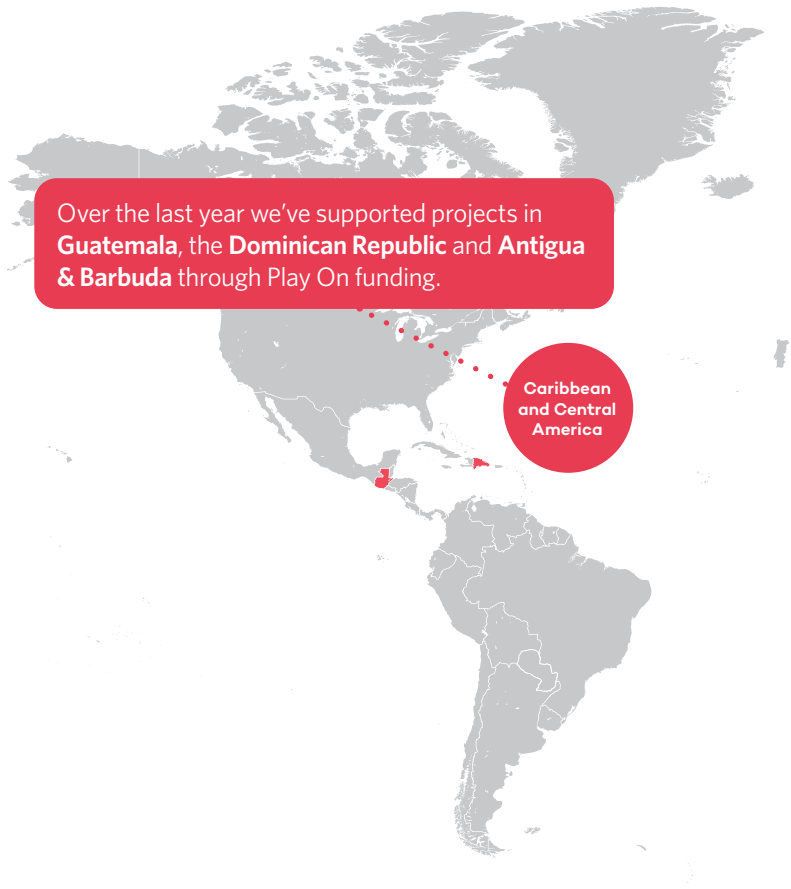 Over the last year we've supported projects in
Guatemala, the Dominican Republic and Antigua
& Barbuda through Play On funding.
Caribbean
and Central
America